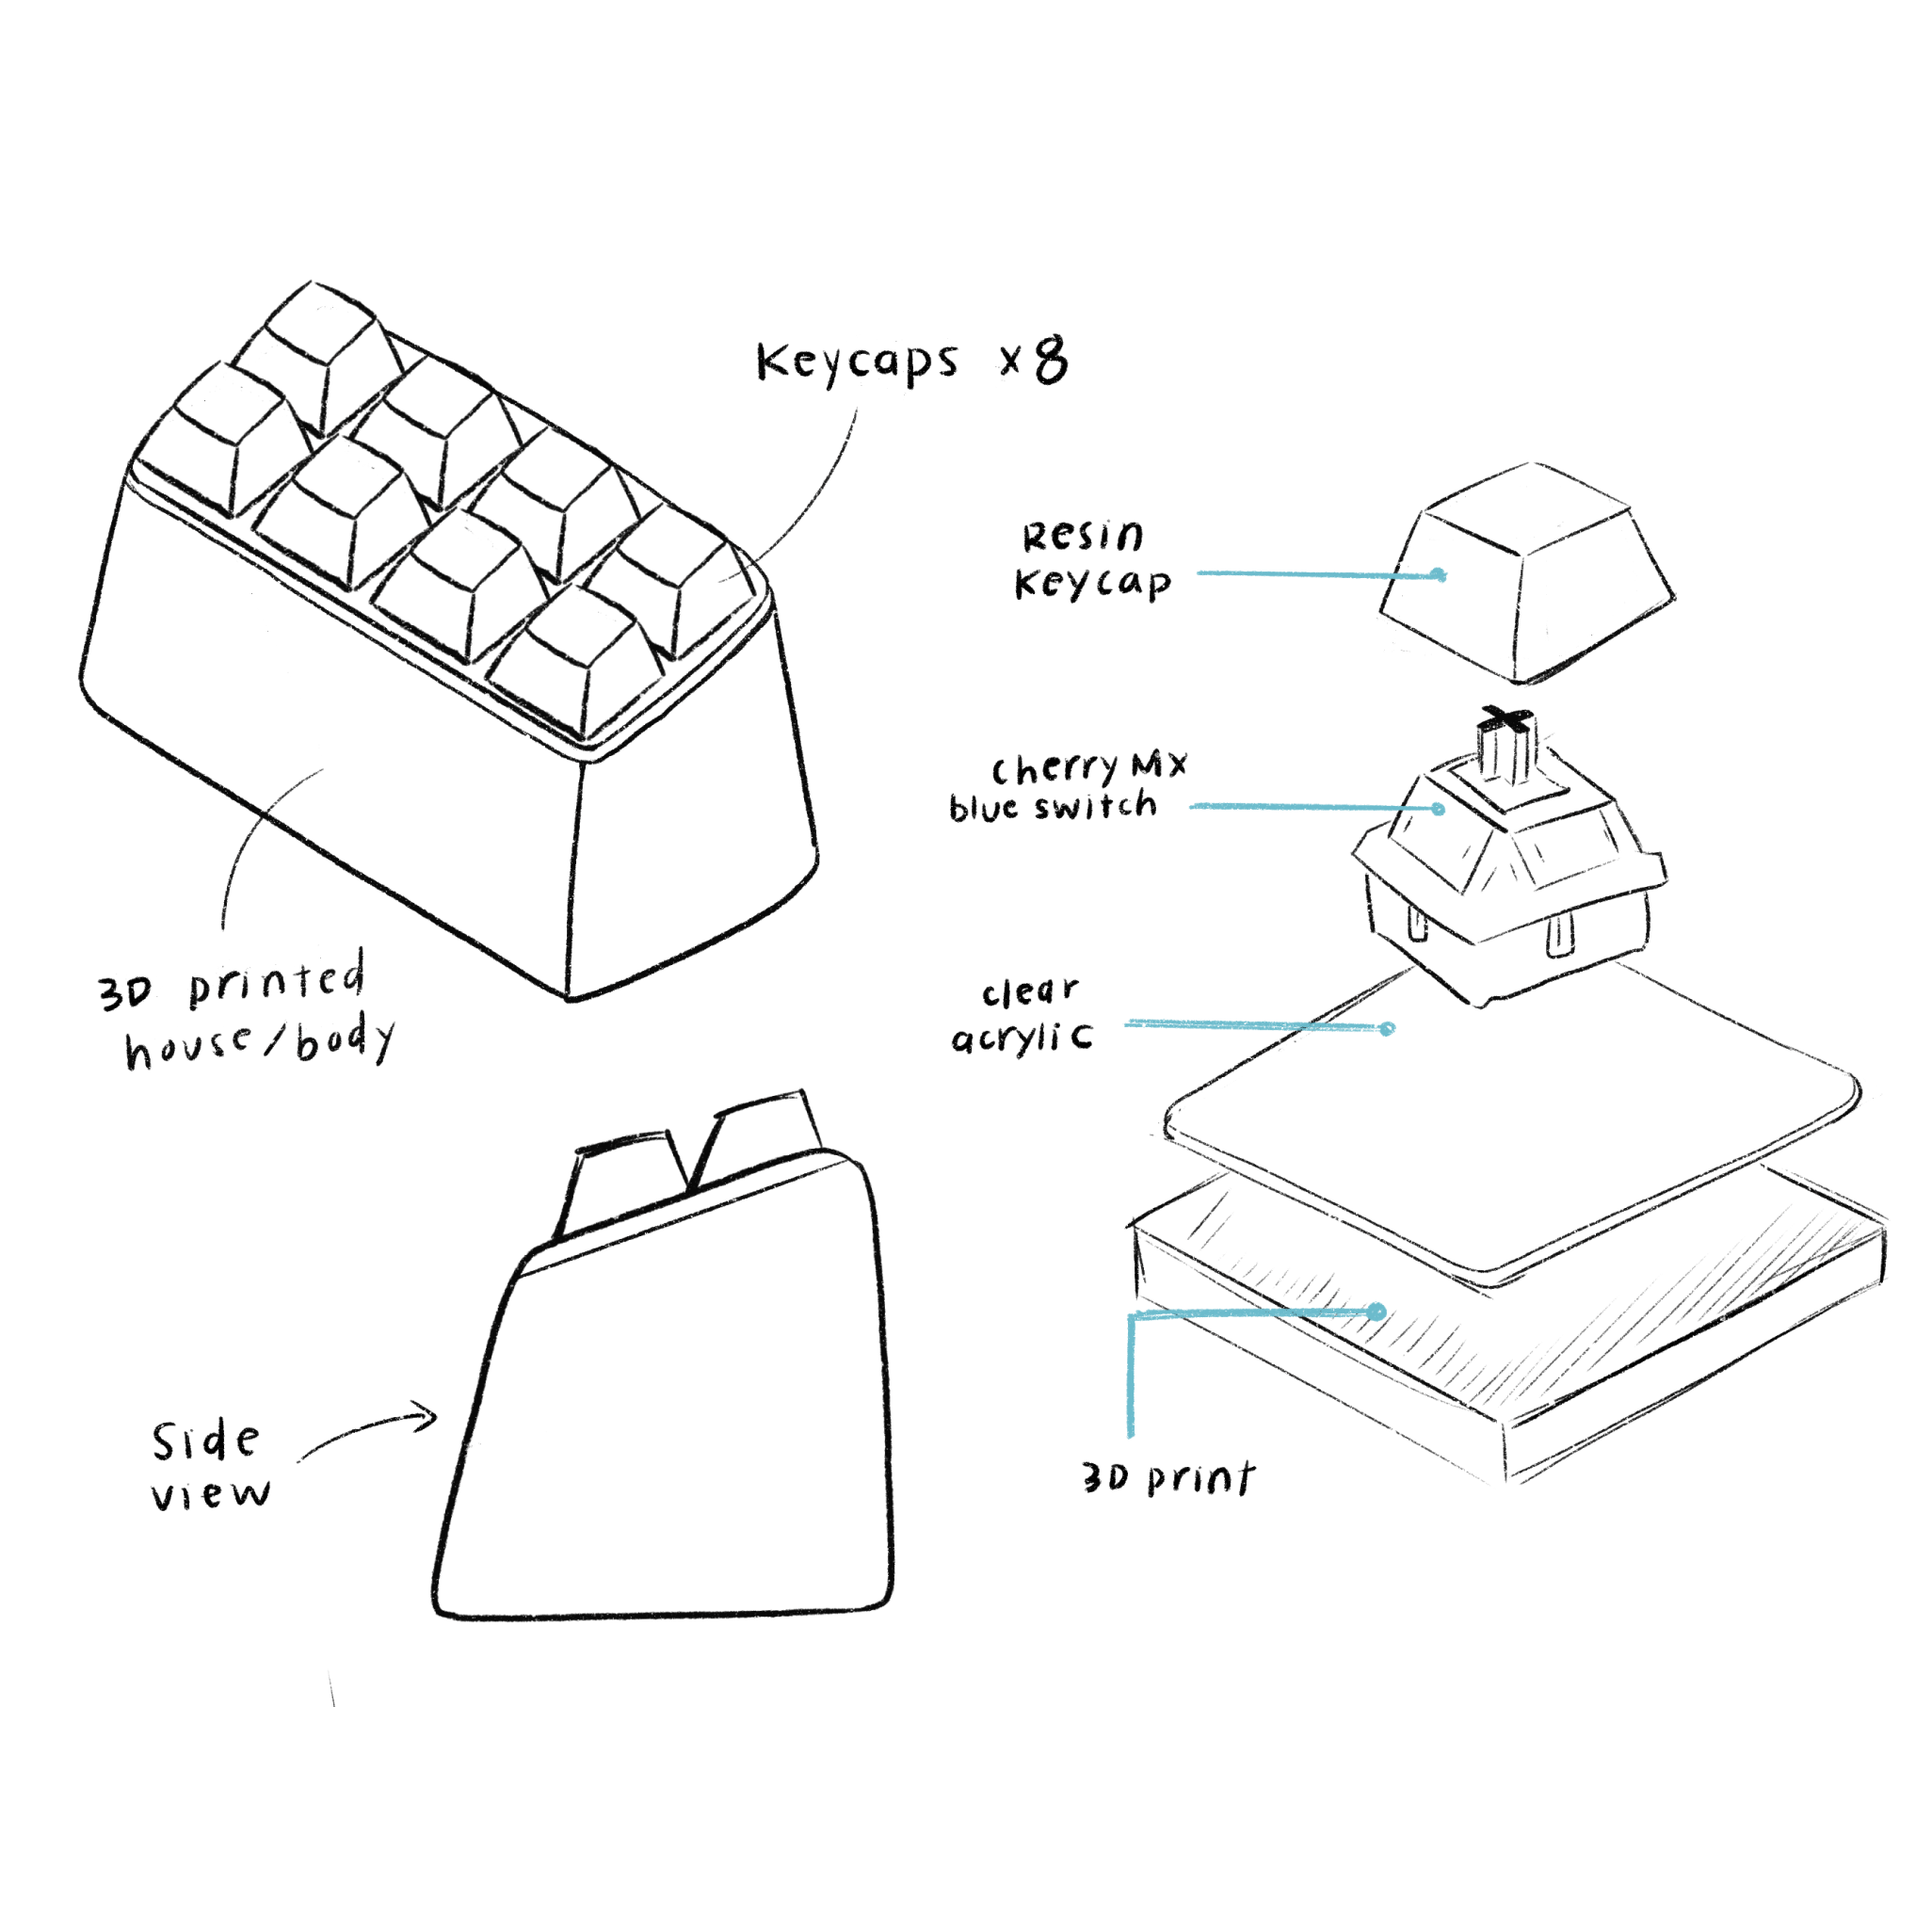 Keycaps x8
Resin
Keycap
cherry MX
blue switch
3D printed
house/body
clear
acrylic
Side
view
3D print